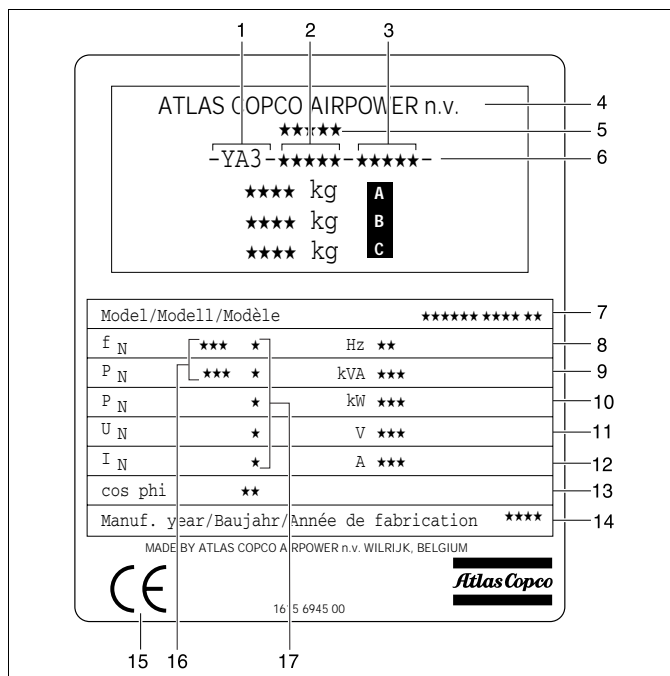 1 2 3
ATLAS COPCO AIRPOWER n.v. 4
★★★★★ 5
-YA3-★★★★★-★★★★★- 6
★★★★ kg A
★★★★ kg B
★★★★ kg C
Model/Modell/Modèle ★★★★★★ ★★★★ ★★ 7
f N ★★★ ★ Hz ★★ 8
P N ★★★ ★ kVA ★★★ 9
P N ★ kW ★★★ 10
U N ★ V ★★★ 11
I N ★ A ★★★ 12
cos phi ★★ 13
Manuf. year/Baujahr/Année de fabrication ★★★★ 14
MADE BY ATLAS COPCO AIRPOWER n.v. WILRIJK, BELGIUM
CE Atlas Copco
1615 6945 00
15 16 17